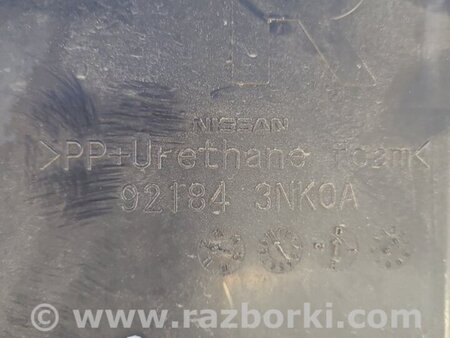 NISSAN
>PP+Urethane foam<
92184 3NK0A
© www.razborki.com